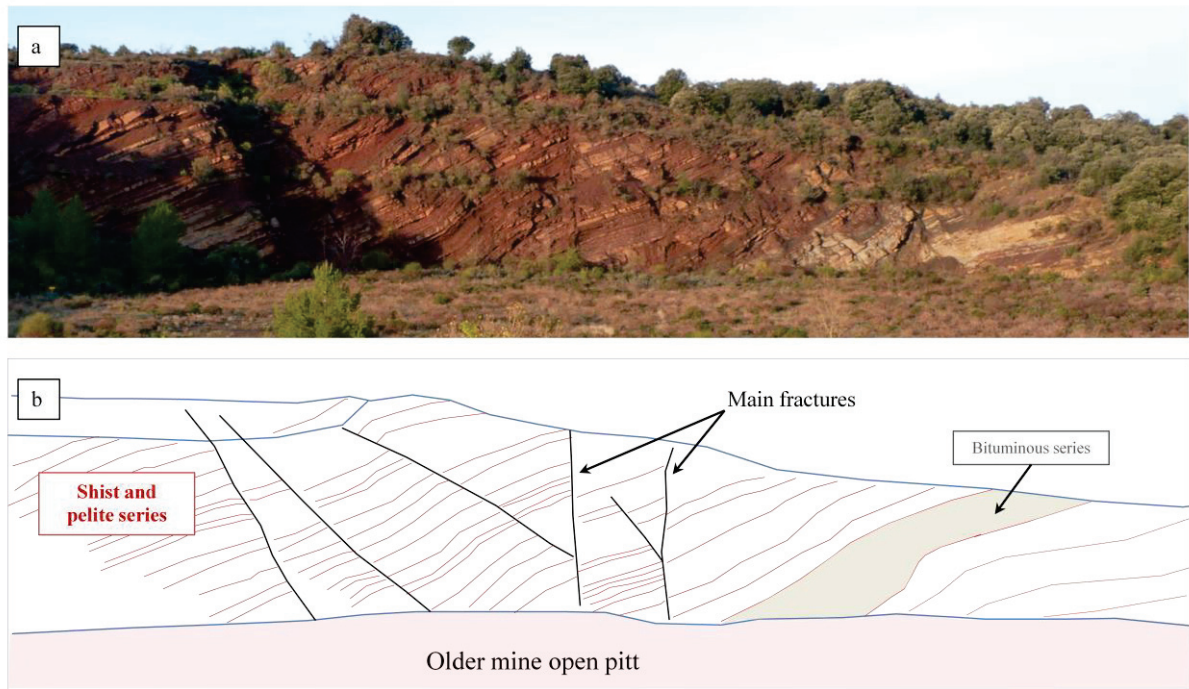 a
b
Main fractures
Bituminous series
Shist and
pelite series
Older mine open pitt